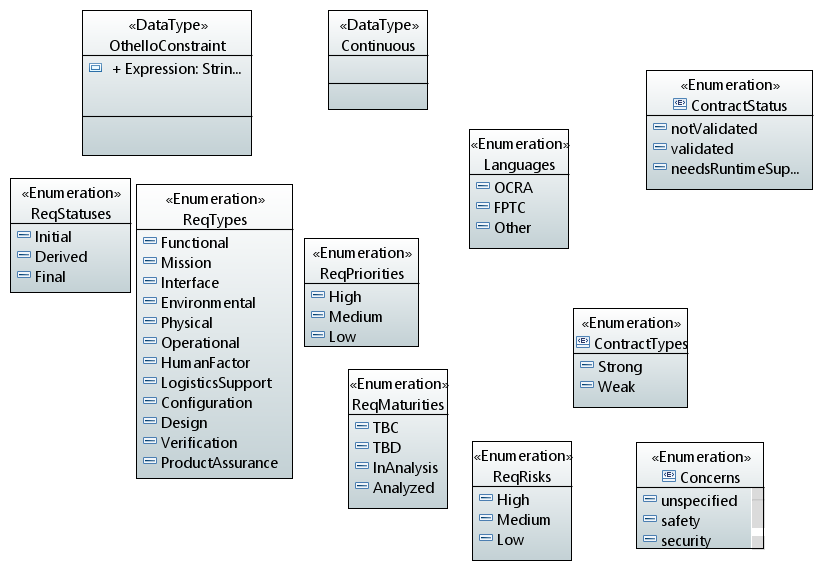 «DataType»
OthelloConstraint
+ Expression: Strin...
«DataType»
Continuous
«Enumeration»
ContractStatus
notValidated
validated
needsRuntimeSup...
«Enumeration»
Languages
OCRA
FPTC
Other
«Enumeration»
ReqStatuses
Initial
Derived
Final
«Enumeration»
ReqTypes
Functional
Mission
Interface
Environmental
Physical
Operational
HumanFactor
LogisticsSupport
Configuration
Design
Verification
ProductAssurance
«Enumeration»
ReqPriorities
High
Medium
Low
«Enumeration»
ContractTypes
Strong
Weak
«Enumeration»
ReqMaturities
TBC
TBD
InAnalysis
Analyzed
«Enumeration»
ReqRisks
High
Medium
Low
«Enumeration»
Concerns
unspecified
safety
security